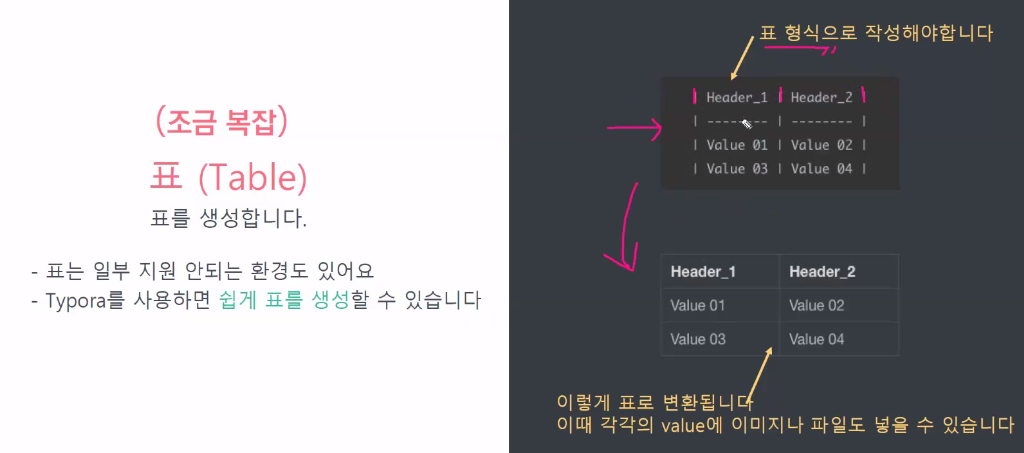 (조금 복잡)
표 (Table)
표를 생성합니다.
- 표는 일부 지원 안되는 환경도 있어요
- Typora를 사용하면 쉽게 표를 생성할 수 있습니다
표 형식으로 작성해야합니다
| Header_1 | Header_2 |
| -------- | -------- |
| Value 01 | Value 02 |
| Value 03 | Value 04 |
Header_1 Header_2
Value 01 Value 02
Value 03 Value 04
이렇게 표로 변환됩니다
이때 각각의 value에 이미지나 파일도 넣을 수 있습니다